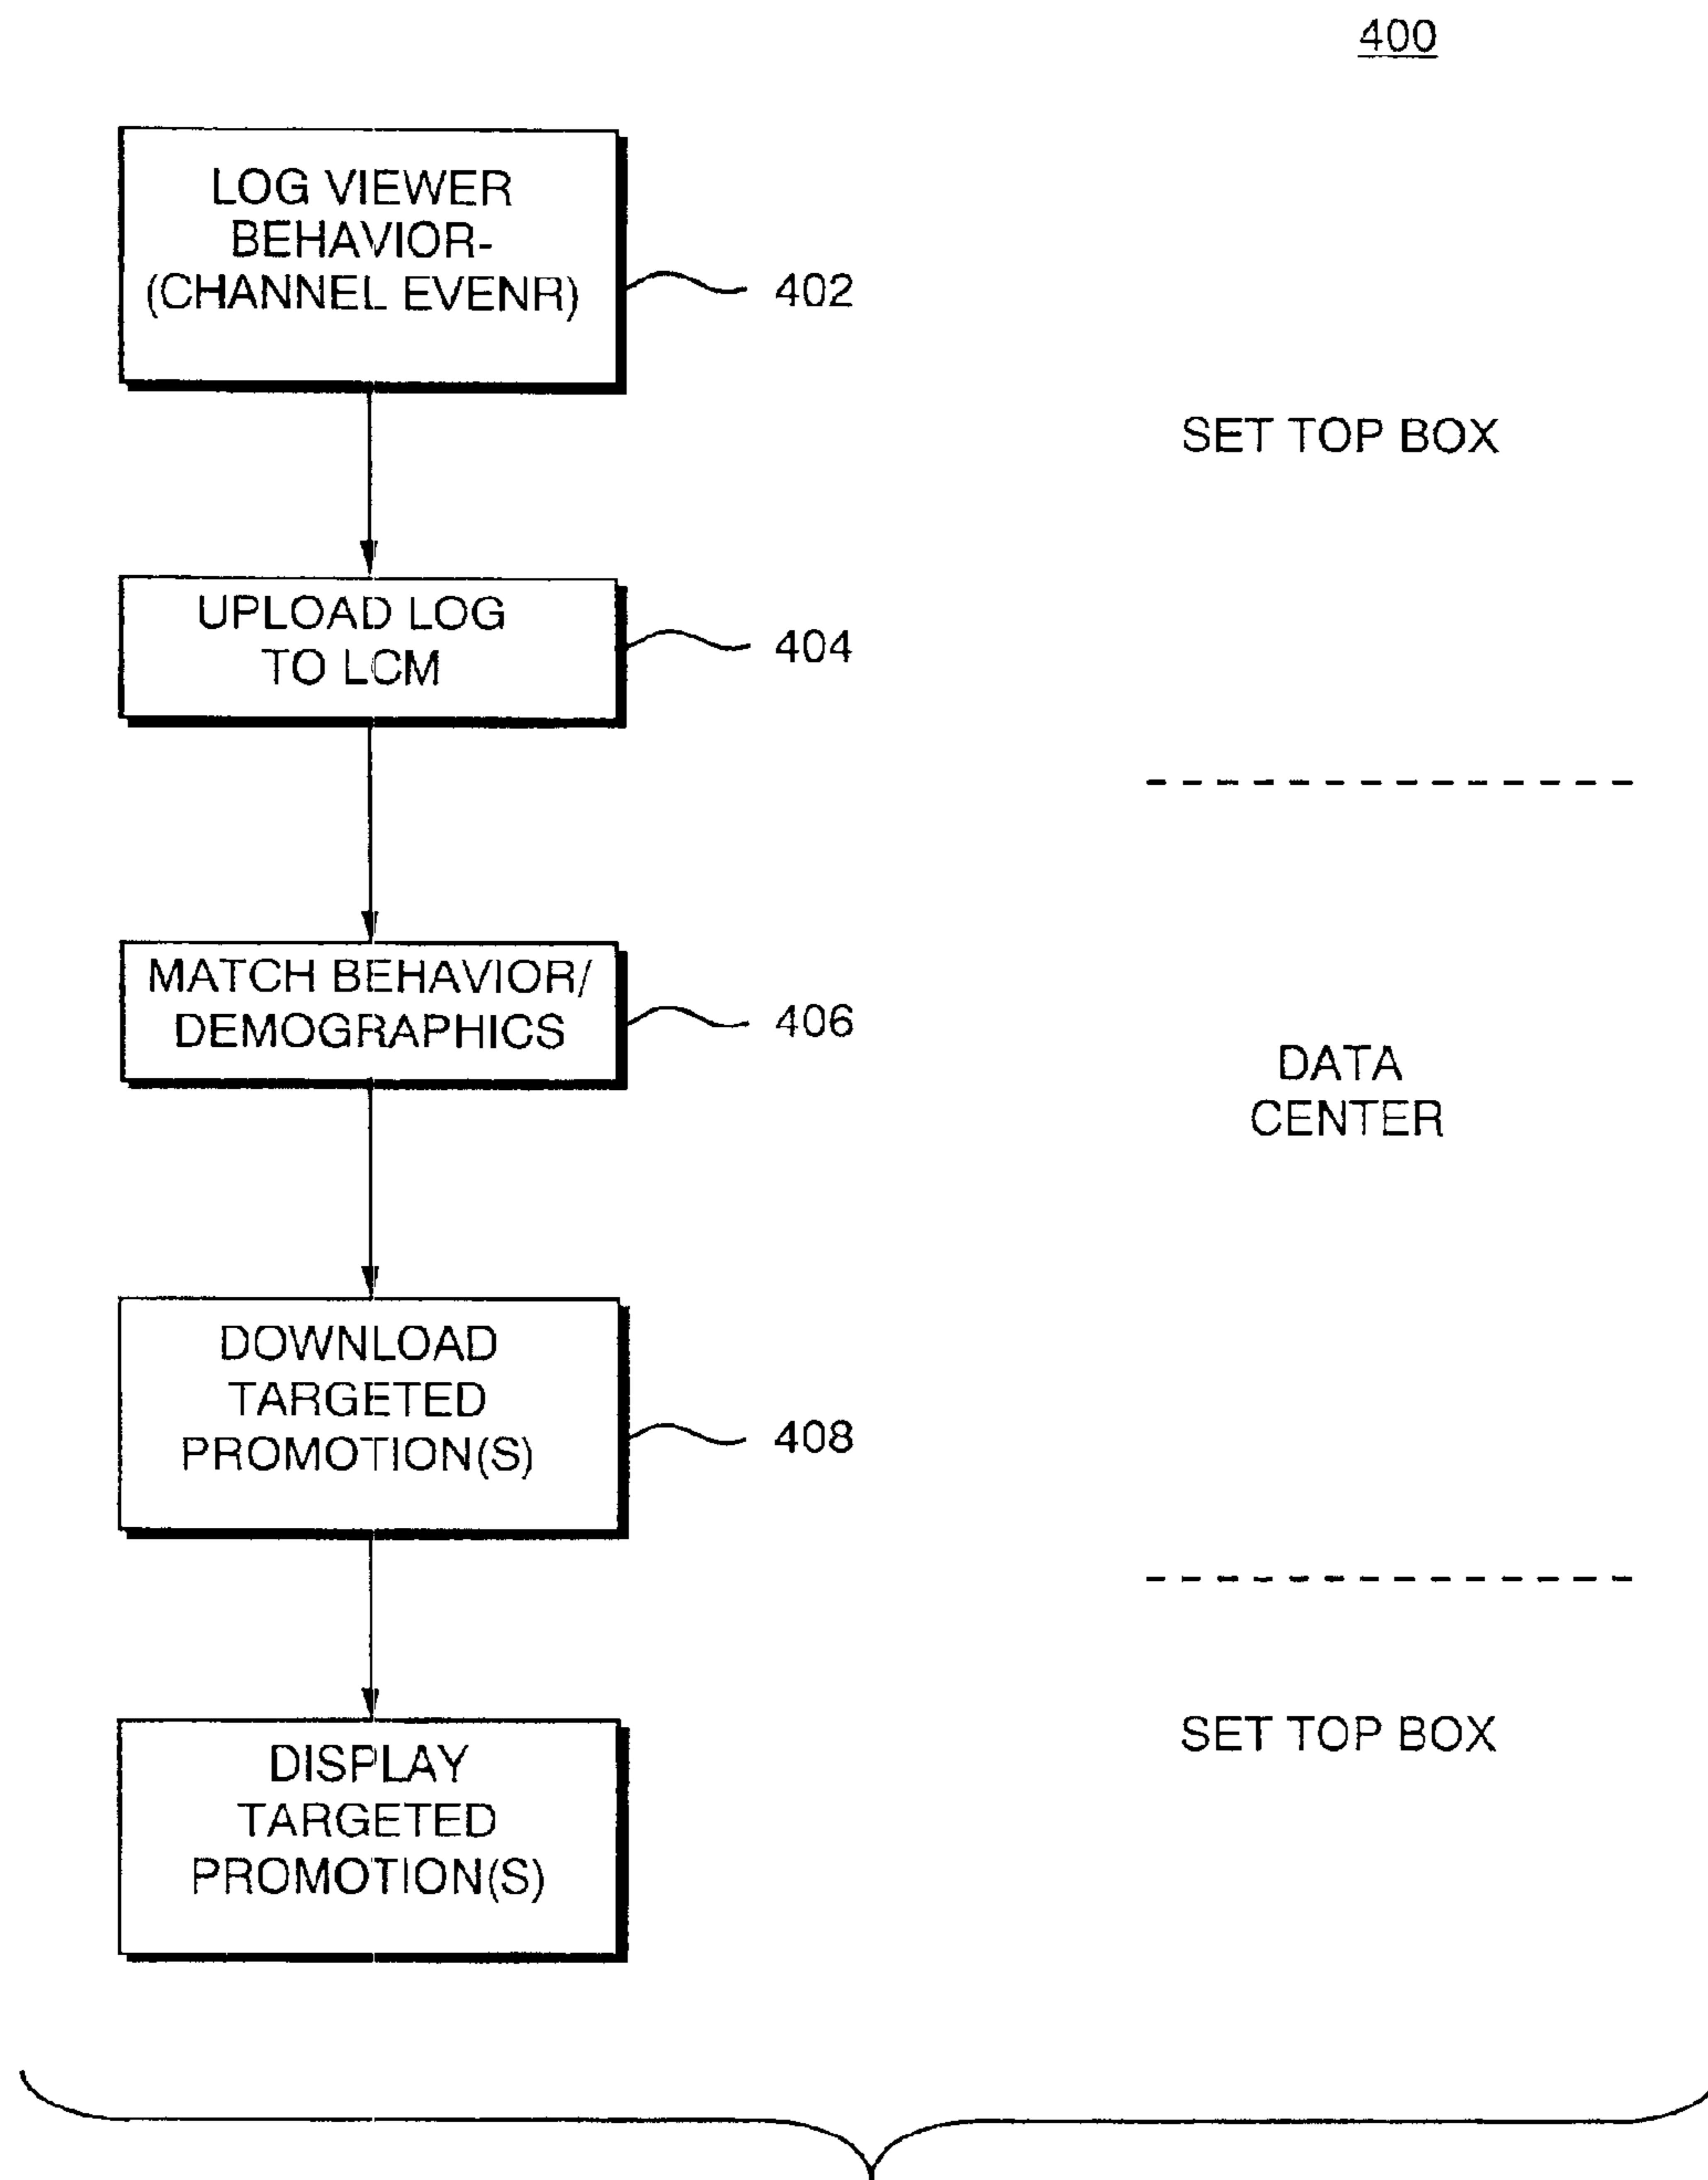 400
LOG VIEWER
BEHAVIOR-
(CHANNEL EVENR)
402
SET TOP BOX
UPLOAD LOG
TO LCM
404
MATCH BEHAVIOR/
DEMOGRAPHICS
406
DATA
CENTER
DOWNLOAD
TARGETED
PROMOTION(S)
408
DISPLAY
TARGETED
PROMOTION(S)
SET TOP BOX